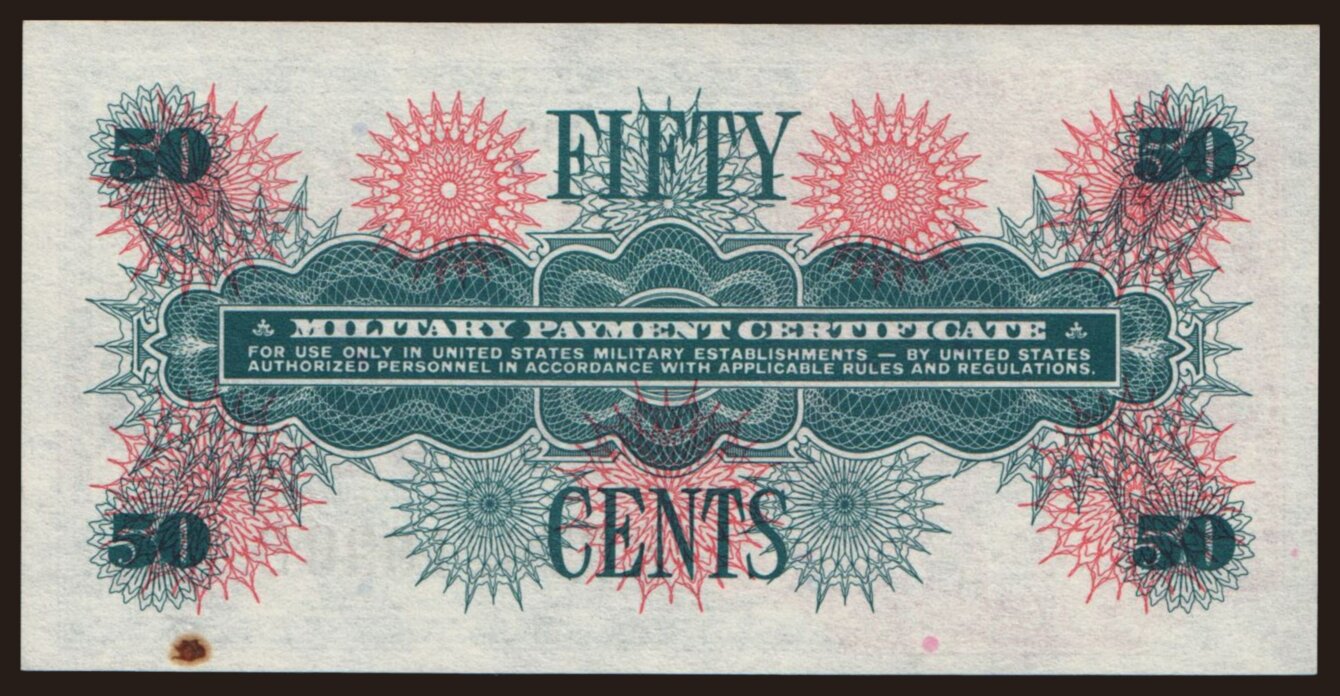 50
FIFTY
50
MILITARY PAYMENT CERTIFICATE
FOR USE ONLY IN UNITED STATES MILITARY ESTABLISHMENTS — BY UNITED STATES
AUTHORIZED PERSONNEL IN ACCORDANCE WITH APPLICABLE RULES AND REGULATIONS.
50
CENTS
50